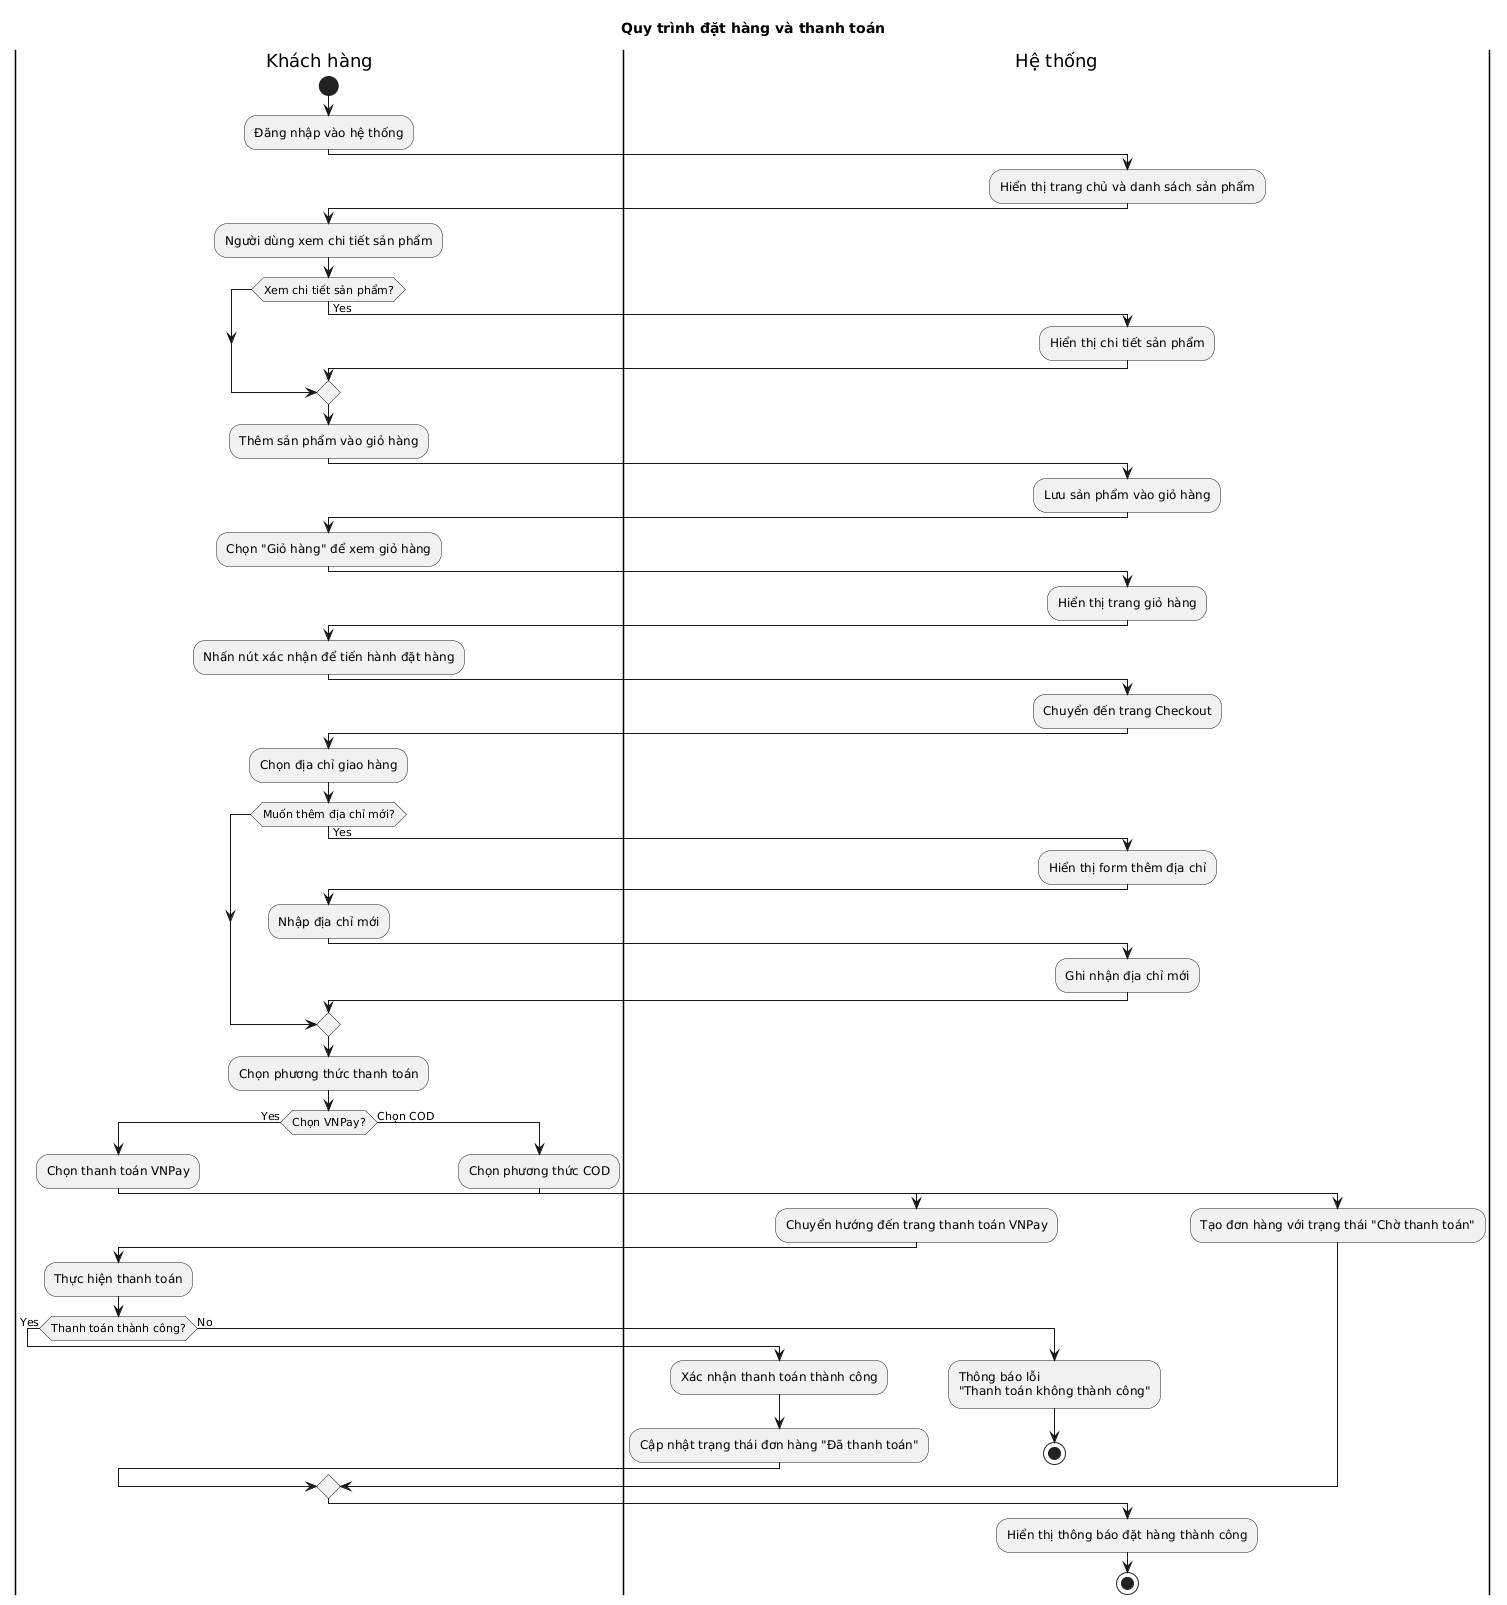 Quy trình đặt hàng và thanh toán
Khách hàng
Hệ thống
Đăng nhập vào hệ thống
Hiển thị trang chủ và danh sách sản phẩm
Người dùng xem chi tiết sản phẩm
Xem chi tiết sản phẩm?
Yes
Hiển thị chi tiết sản phẩm
Thêm sản phẩm vào giỏ hàng
Lưu sản phẩm vào giỏ hàng
Chọn "Giỏ hàng" để xem giỏ hàng
Hiển thị trang giỏ hàng
Nhấn nút xác nhận để tiến hành đặt hàng
Chuyển đến trang Checkout
Chọn địa chỉ giao hàng
Muốn thêm địa chỉ mới?
Yes
Hiển thị form thêm địa chỉ
Nhập địa chỉ mới
Ghi nhận địa chỉ mới
Chọn phương thức thanh toán
Yes
Chọn VNPay?
Chọn COD
Chọn thanh toán VNPay
Chọn phương thức COD
Chuyển hướng đến trang thanh toán VNPay
Tạo đơn hàng với trạng thái "Chờ thanh toán"
Thực hiện thanh toán
Yes
Thanh toán thành công?
No
Xác nhận thanh toán thành công
Thông báo lỗi
"Thanh toán không thành công"
Cập nhật trạng thái đơn hàng "Đã thanh toán"
Hiển thị thông báo đặt hàng thành công